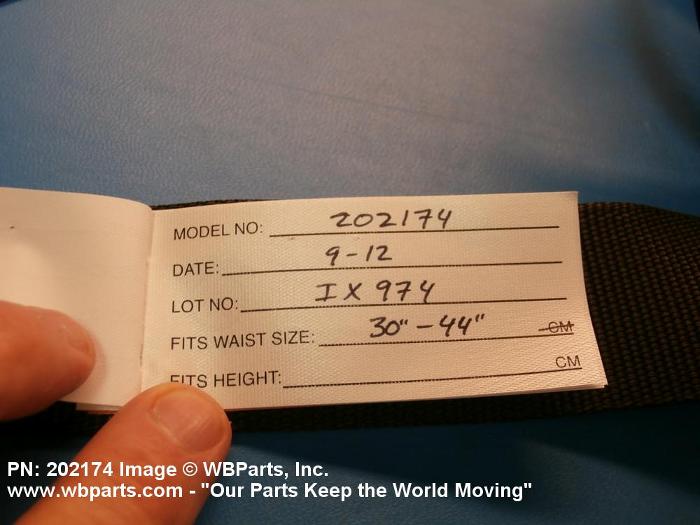 MODEL NO: 202174
DATE: 9-12
LOT NO: IX 974
FITS WAIST SIZE: 30" - 44" CM
FITS HEIGHT: CM
PN: 202174 Image © WBParts, Inc.
www.wbparts.com - "Our Parts Keep the World Moving"